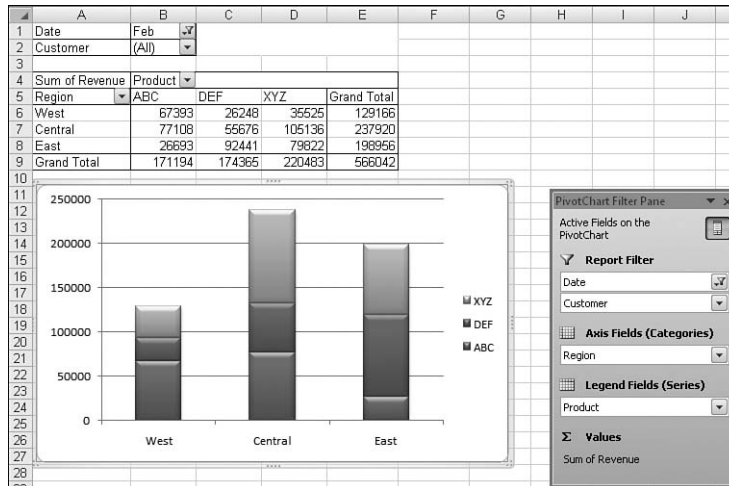 A B C D E F G H I J
1 Date Feb
2 Customer (All)
3
4 Sum of Revenue Product
5 Region ABC DEF XYZ Grand Total
6 West 67393 26248 35525 129166
7 Central 77108 55676 105136 237920
8 East 26693 92441 79822 198956
9 Grand Total 171194 174365 220483 566042
10
11
12
13
14
15
16
17
18
19
20
21
22
23
24
25
26
27
28
250000
200000
150000
100000
50000
0
West Central East
XYZ
DEF
ABC
PivotChart Filter Pane
Active Fields on the
PivotChart
Report Filter
Date
Customer
Axis Fields (Categories)
Region
Legend Fields (Series)
Product
Σ Values
Sum of Revenue